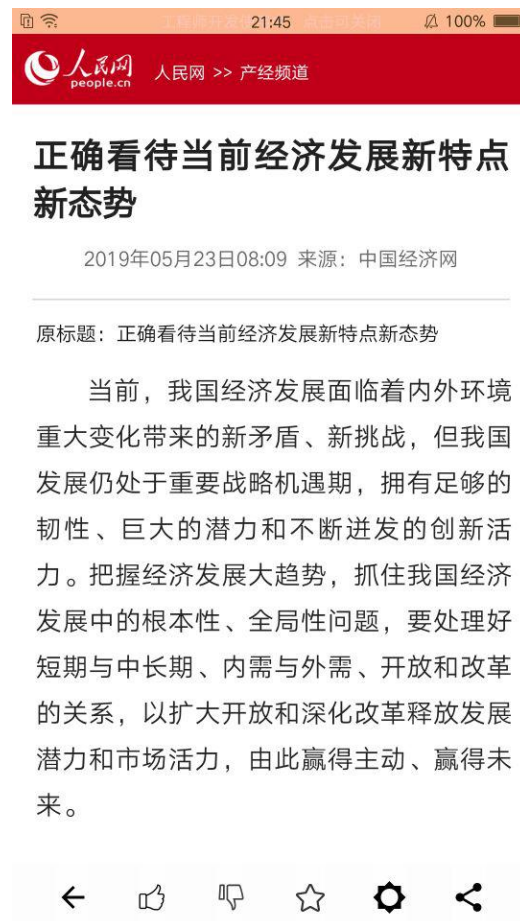 21:45
100%
人民网
people.cn
人民网 >> 产经频道
正确看待当前经济发展新特点
新态势
2019年05月23日08:09 来源：中国经济网
原标题：正确看待当前经济发展新特点新态势
当前，我国经济发展面临着内外环境
重大变化带来的新矛盾、新挑战，但我国
发展仍处于重要战略机遇期，拥有足够的
韧性、巨大的潜力和不断迸发的创新活
力。把握经济发展大趋势，抓住我国经济
发展中的根本性、全局性问题，要处理好
短期与中长期、内需与外需、开放和改革
的关系，以扩大开放和深化改革释放发展
潜力和市场活力，由此赢得主动、赢得未
来。